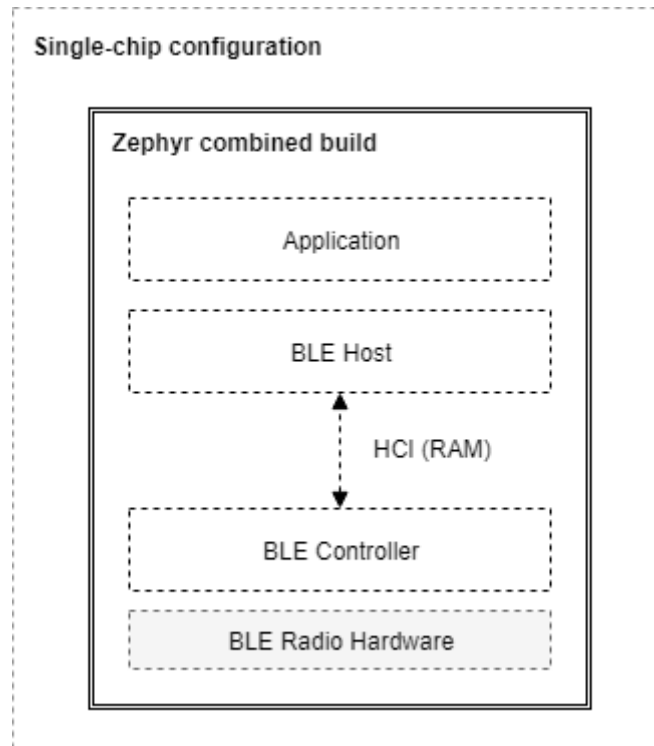 Single-chip configuration
Zephyr combined build
Application
BLE Host
HCI (RAM)
BLE Controller
BLE Radio Hardware